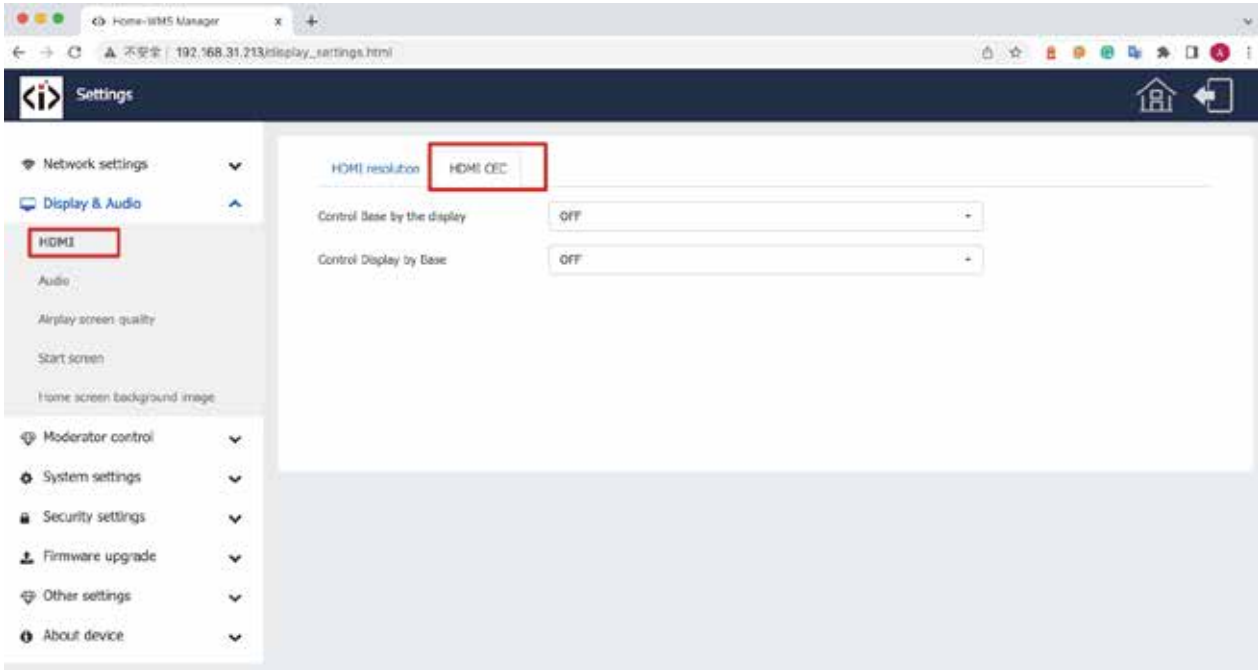 Home-WMS Manager
不安全 192.168.31.213/display_settings.html
A
Settings
Network settings
Display & Audio
HDMI
Audio
Airplay screen quality
Start screen
Home screen background image
Moderator control
System settings
Security settings
Firmware upgrade
Other settings
About device
HDMI resolution HDMI CEC
Control Base by the display OFF
Control Display by Base OFF